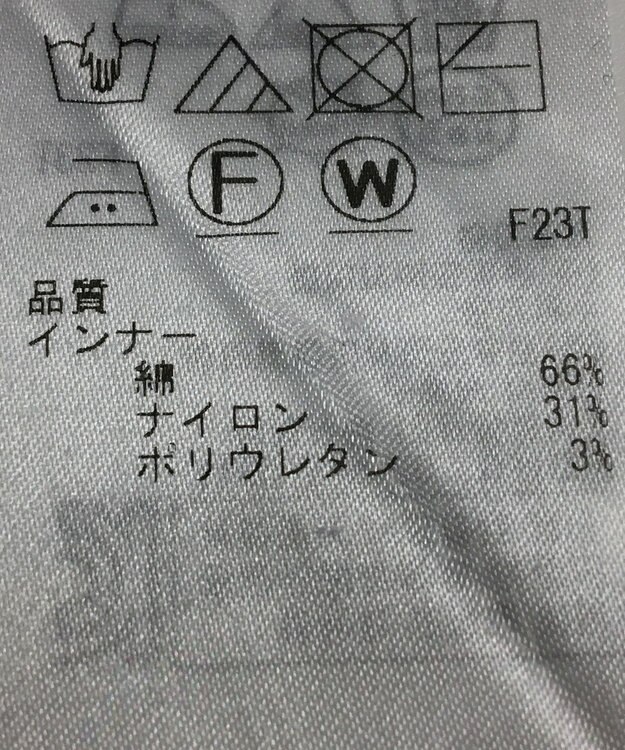 F W
F23T
品質
インナー
綿 66%
ナイロン 31%
ポリウレタン 3%